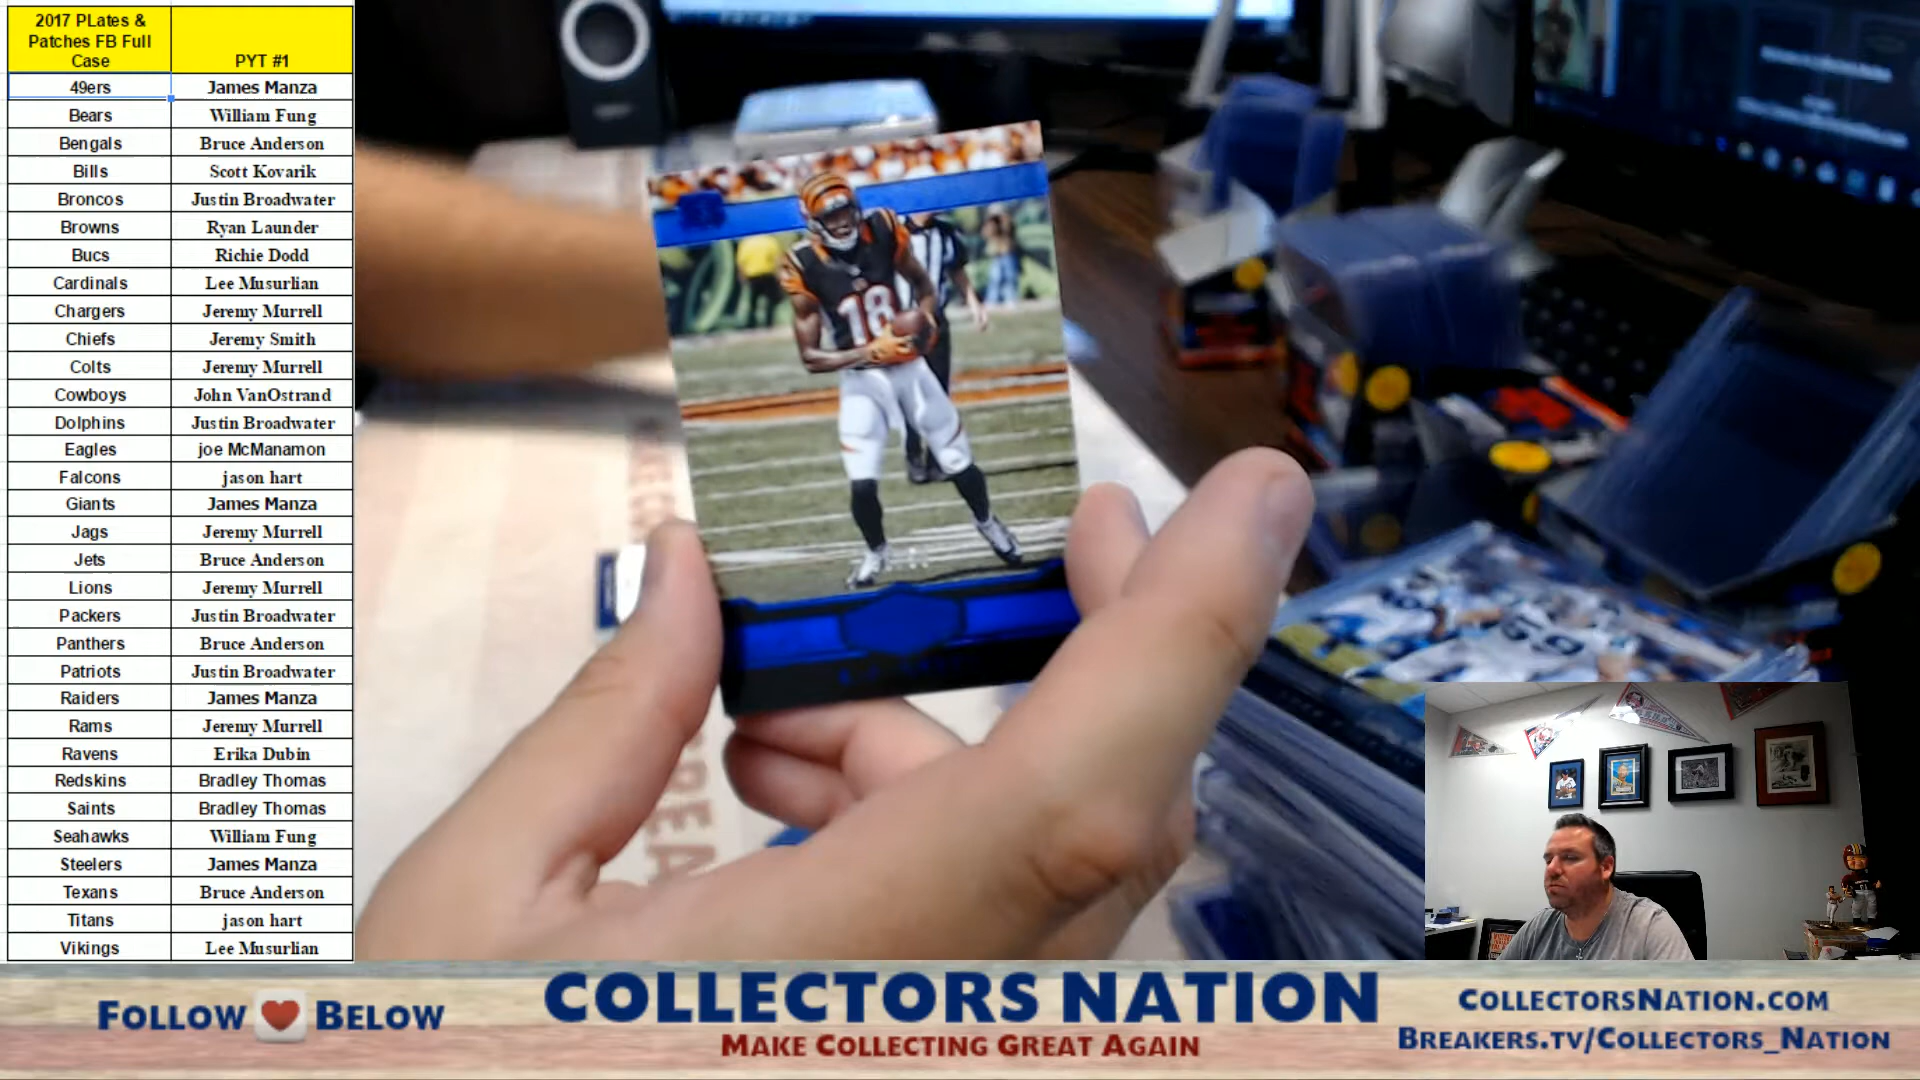 2017 PLates &
Patches FB Full
Case
PYT #1
49ers James Manza
Bears William Fung
Bengals Bruce Anderson
Bills Scott Kovarik
Broncos Justin Broadwater
Browns Ryan Launder
Bucs Richie Dodd
Cardinals Lee Musurlian
Chargers Jeremy Murrell
Chiefs Jeremy Smith
Colts Jeremy Murrell
Cowboys John VanOstrand
Dolphins Justin Broadwater
Eagles joe McManamon
Falcons jason hart
Giants James Manza
Jags Jeremy Murrell
Jets Bruce Anderson
Lions Jeremy Murrell
Packers Justin Broadwater
Panthers Bruce Anderson
Patriots Justin Broadwater
Raiders James Manza
Rams Jeremy Murrell
Ravens Erika Dubin
Redskins Bradley Thomas
Saints Bradley Thomas
Seahawks William Fung
Steelers James Manza
Texans Bruce Anderson
Titans jason hart
Vikings Lee Musurlian
18
59
FOLLOW BELOW
COLLECTORS NATION
MAKE COLLECTING GREAT AGAIN
COLLECTORSNATION.COM
BREAKERS.TV/COLLECTORS_NATION